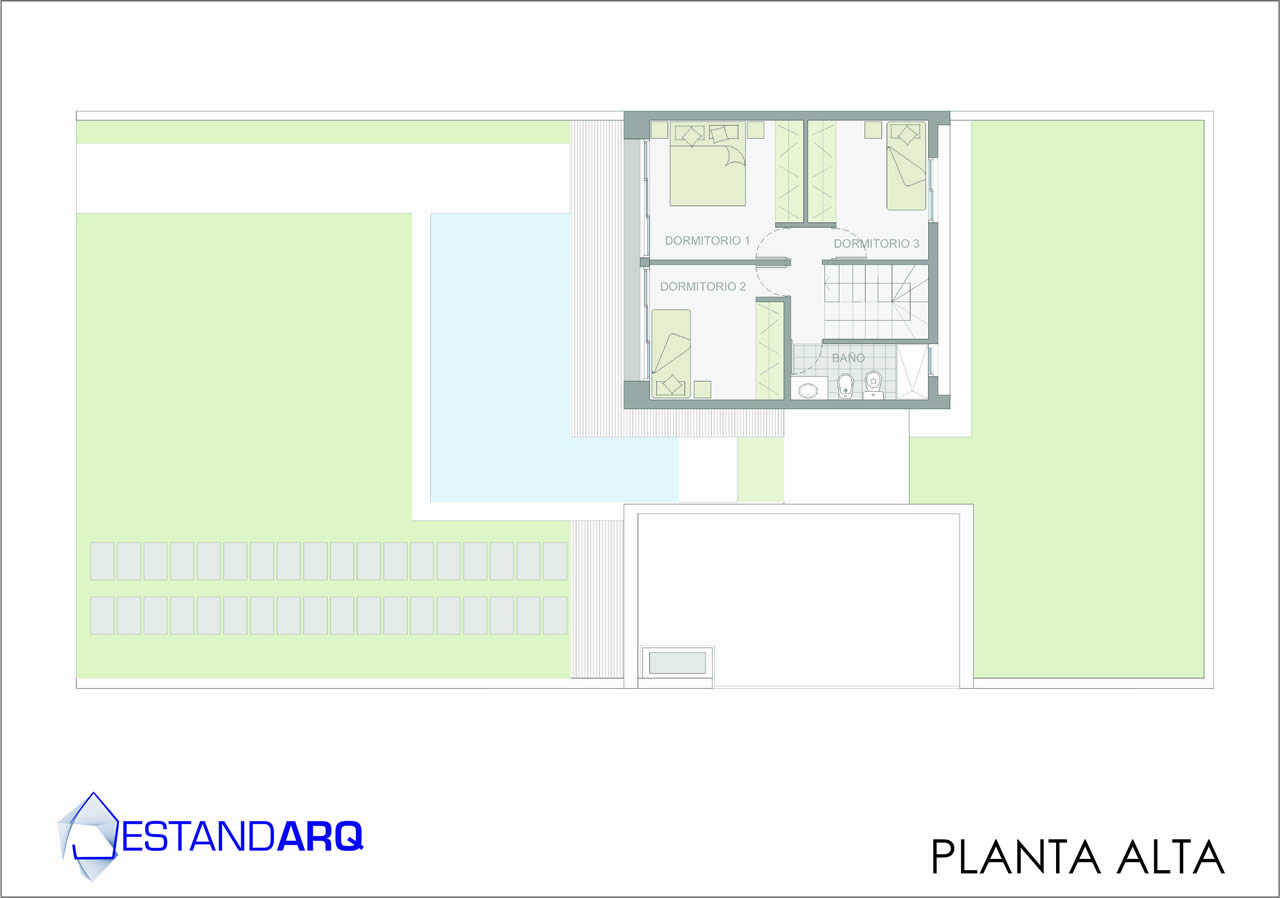 DORMITORIO 1
DORMITORIO 3
DORMITORIO 2
BAÑO
ESTANDARQ
PLANTA ALTA